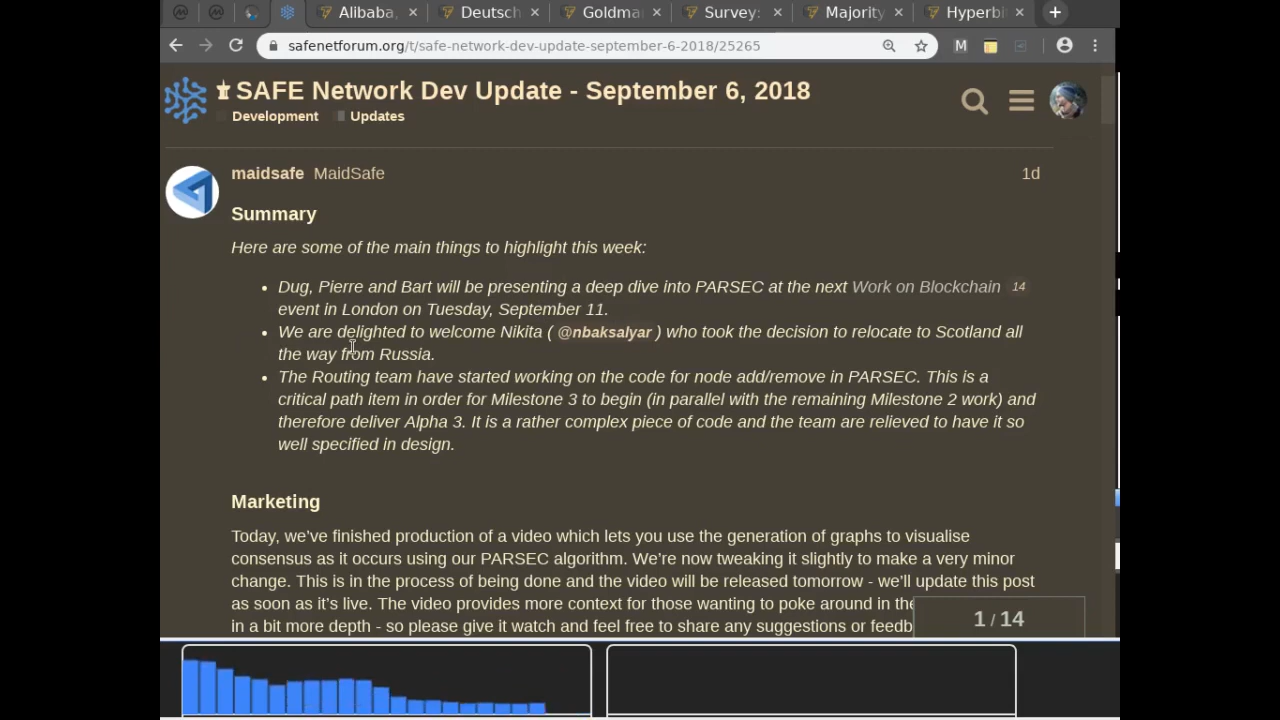 Alibaba,
Deutsch
Goldma
Survey:
Majority
Hyperbi
safenetforum.org/t/safe-network-dev-update-september-6-2018/25265
M
SAFE Network Dev Update - September 6, 2018
Development Updates
maidsafe MaidSafe 1d
Summary
Here are some of the main things to highlight this week:
• Dug, Pierre and Bart will be presenting a deep dive into PARSEC at the next Work on Blockchain 14
event in London on Tuesday, September 11.
• We are delighted to welcome Nikita ( @nbaksalyar ) who took the decision to relocate to Scotland all
the way from Russia.
• The Routing team have started working on the code for node add/remove in PARSEC. This is a
critical path item in order for Milestone 3 to begin (in parallel with the remaining Milestone 2 work) and
therefore deliver Alpha 3. It is a rather complex piece of code and the team are relieved to have it so
well specified in design.
Marketing
Today, we've finished production of a video which lets you use the generation of graphs to visualise
consensus as it occurs using our PARSEC algorithm. We're now tweaking it slightly to make a very minor
change. This is in the process of being done and the video will be released tomorrow - we'll update this post
as soon as it's live. The video provides more context for those wanting to poke around in the
in a bit more depth - so please give it watch and feel free to share any suggestions or feedb
1 / 14